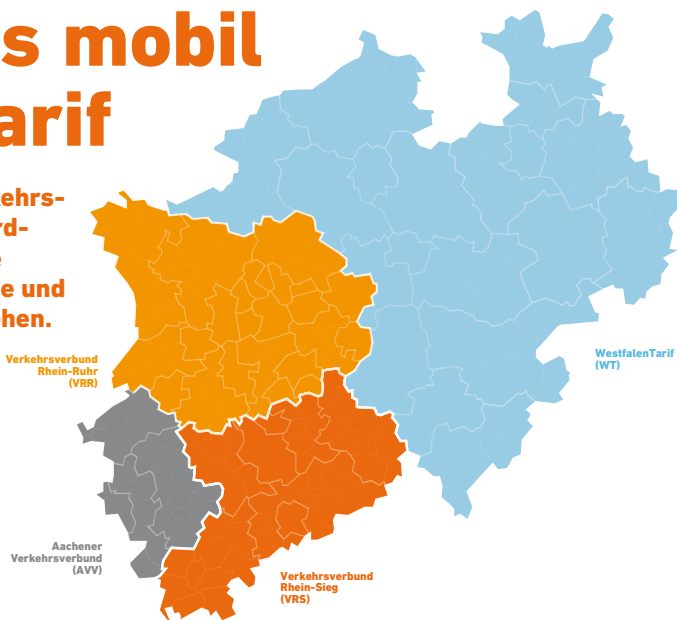 s mobil
arif
ehrs-
rd-
e und
hen.
Verkehrsverbund
Rhein-Ruhr
(VRR)
WestfalenTarif
(WT)
Aachener
Verkehrsverbund
(AVV)
Verkehrsverbund
Rhein-Sieg
(VRS)